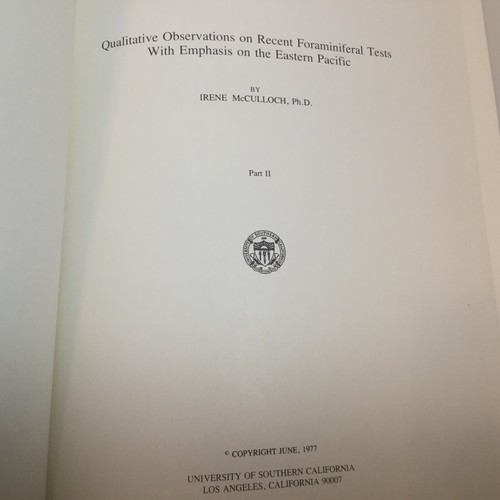 Qualitative Observations on Recent Foraminiferal Tests
With Emphasis on the Eastern Pacific
BY
IRENE McCULLOCH, Ph.D.
Part II
© COPYRIGHT JUNE, 1977
UNIVERSITY OF SOUTHERN CALIFORNIA
LOS ANGELES, CALIFORNIA 90007